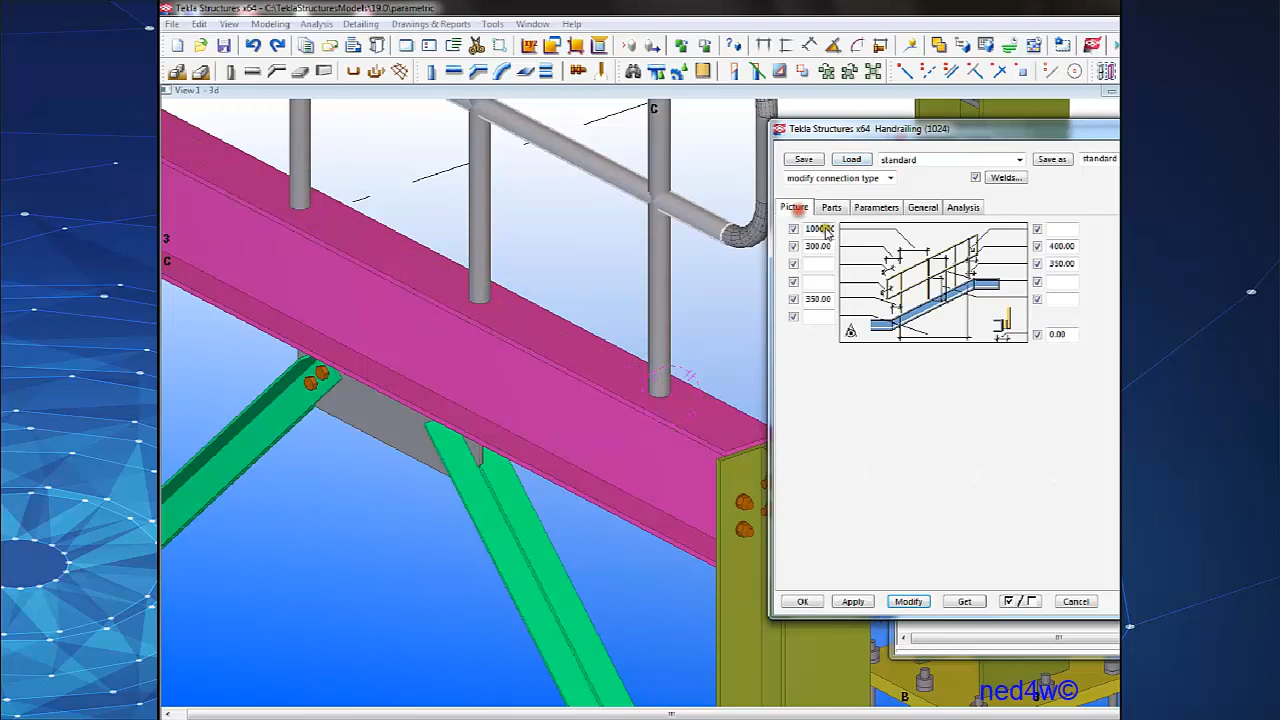 Tekla Structures x64 - C:\TeklaStructuresModels\19.0\parametric
File Edit View Modeling Analysis Detailing Drawings & Reports Tools Window Help
View 1 - 3d
C
3
C
Tekla Structures x64 Handrailing (1024)
Save Load standard Save as standard
modify connection type Welds...
Picture Parts Parameters General Analysis
300.00 400.00
350.00
350.00
0.00
OK Apply Modify Get Cancel
B
ned4w©